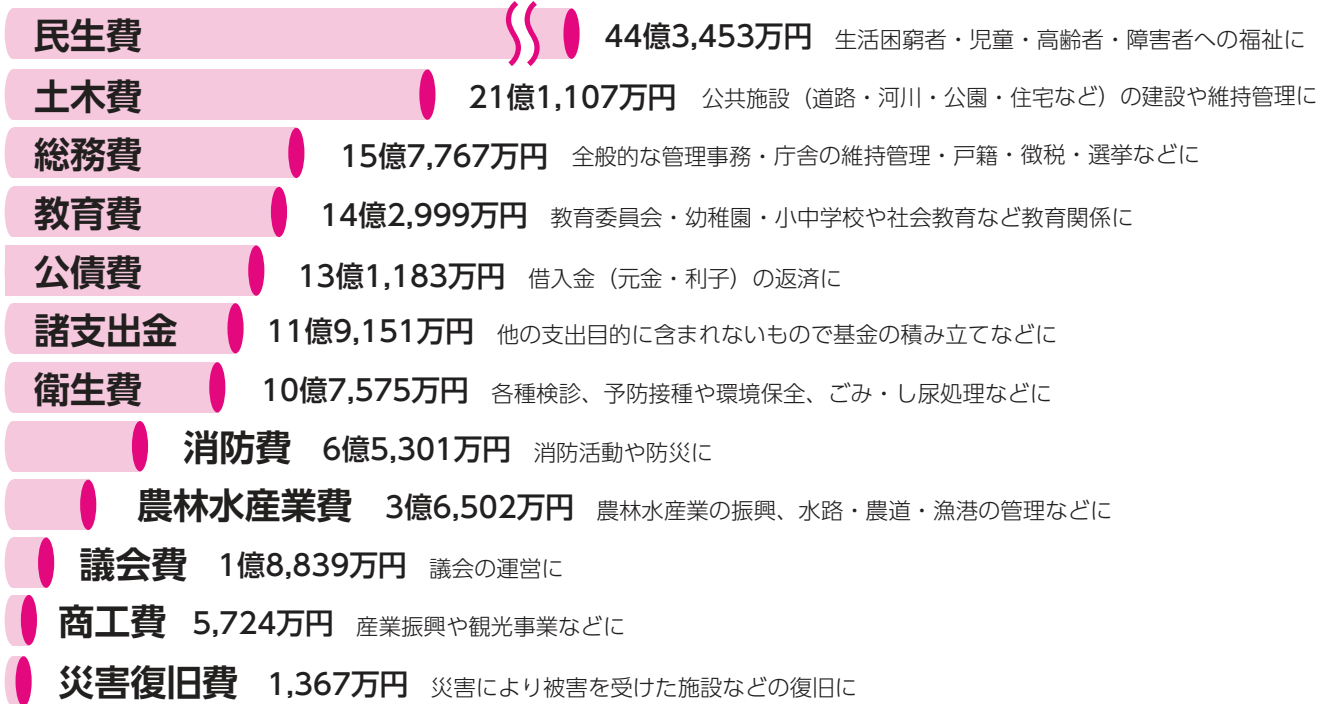 民生費 44億3,453万円 生活困窮者・児童・高齢者・障害者への福祉に
土木費 21億1,107万円 公共施設（道路・河川・公園・住宅など）の建設や維持管理に
総務費 15億7,767万円 全般的な管理事務・庁舎の維持管理・戸籍・徴税・選挙などに
教育費 14億2,999万円 教育委員会・幼稚園・小中学校や社会教育など教育関係に
公債費 13億1,183万円 借入金（元金・利子）の返済に
諸支出金 11億9,151万円 他の支出目的に含まれないもので基金の積み立てなどに
衛生費 10億7,575万円 各種検診、予防接種や環境保全、ごみ・し尿処理などに
消防費 6億5,301万円 消防活動や防災に
農林水産業費 3億6,502万円 農林水産業の振興、水路・農道・漁港の管理などに
議会費 1億8,839万円 議会の運営に
商工費 5,724万円 産業振興や観光事業などに
災害復旧費 1,367万円 災害により被害を受けた施設などの復旧に